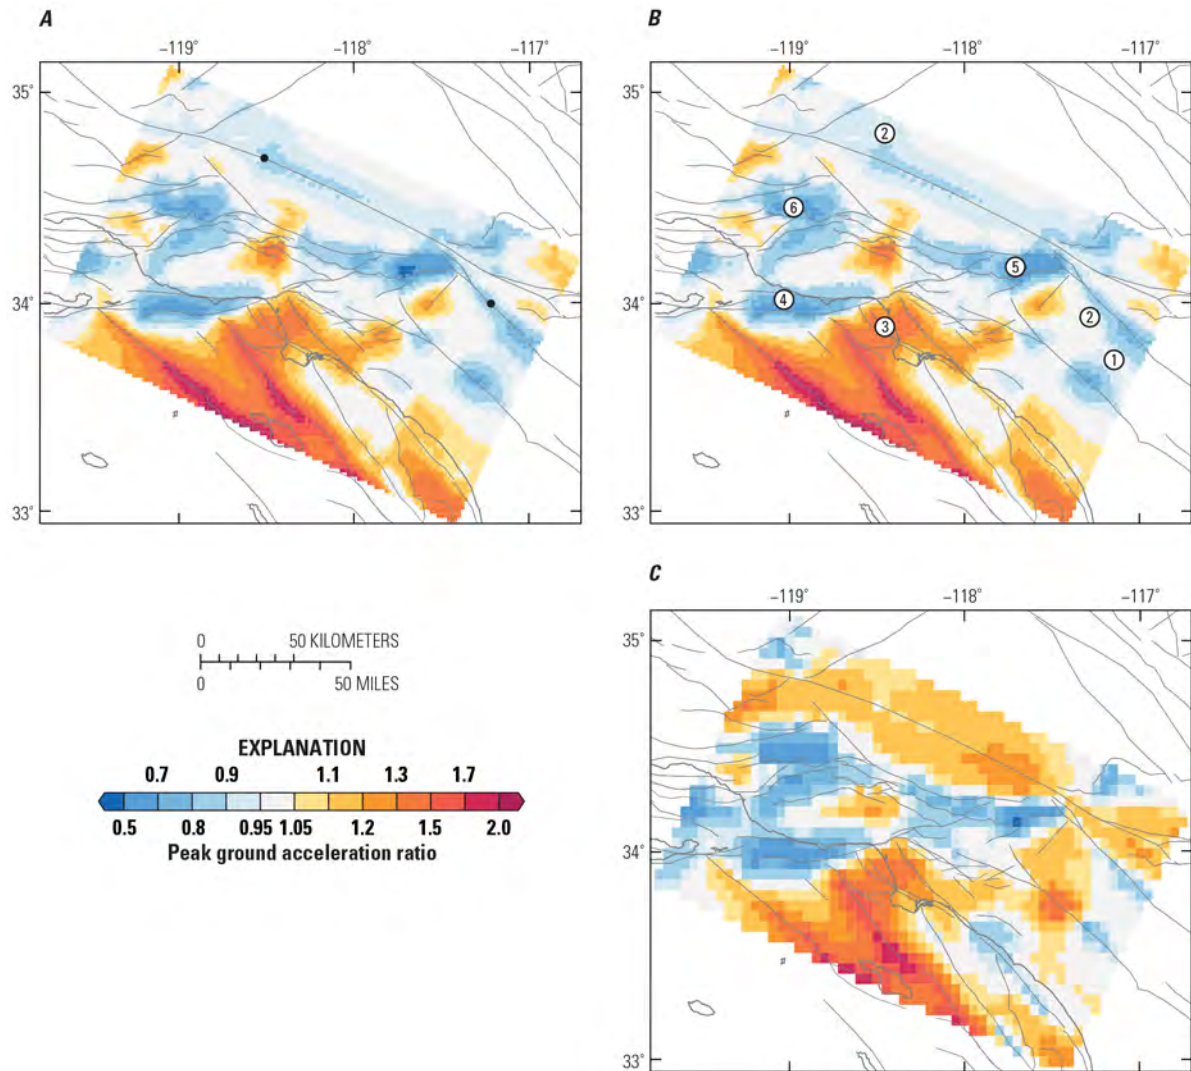 A
B
−119°
−118°
−117°
−119°
−118°
−117°
35°
34°
33°
35°
34°
33°
2
6
5
4
2
3
1
C
−119°
−118°
−117°
35°
34°
33°
0 50 KILOMETERS
0 50 MILES
EXPLANATION
0.7 0.9 1.1 1.3 1.7
0.5 0.8 0.95 1.05 1.2 1.5 2.0
Peak ground acceleration ratio